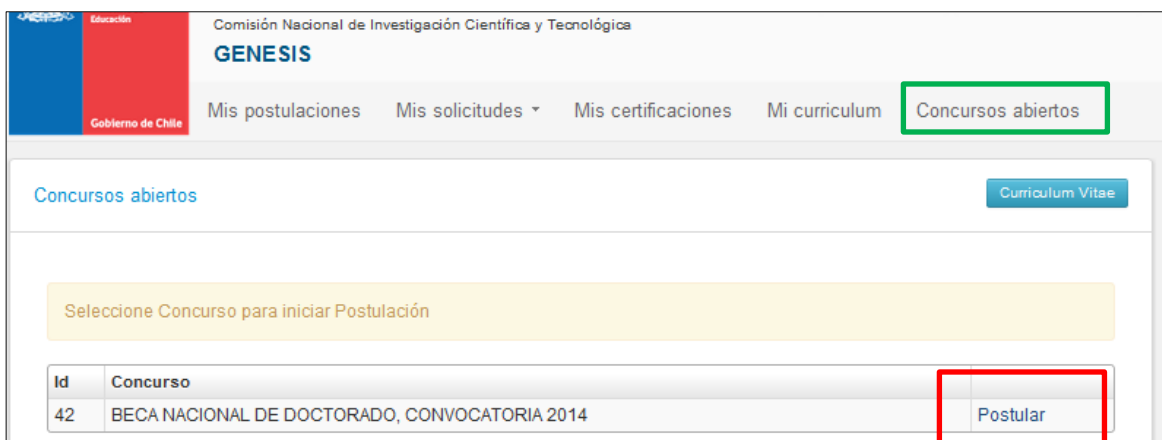 Educación
Comisión Nacional de Investigación Científica y Tecnológica
GENESIS
Gobierno de Chile
Mis postulaciones Mis solicitudes Mis certificaciones Mi curriculum Concursos abiertos
Concursos abiertos Curriculum Vitae
Seleccione Concurso para iniciar Postulación
Id Concurso
42 BECA NACIONAL DE DOCTORADO, CONVOCATORIA 2014 Postular